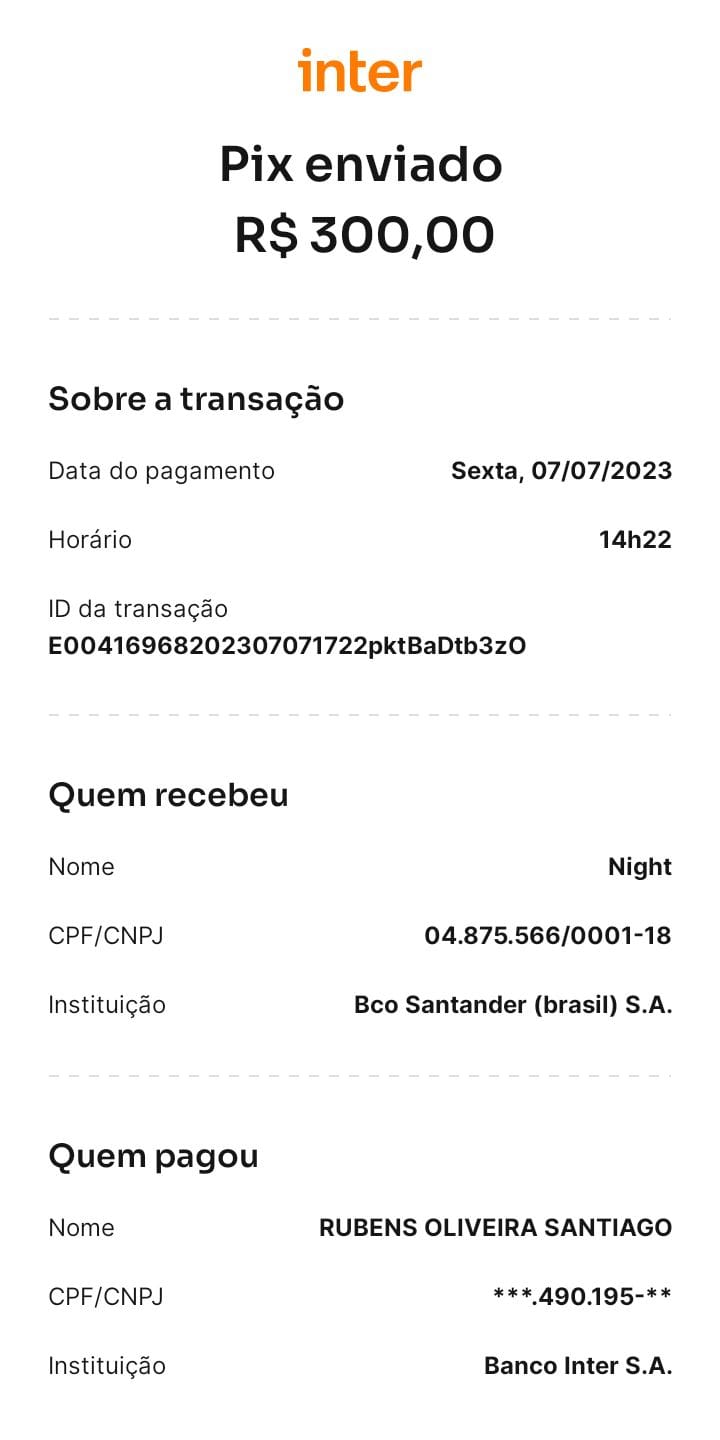 inter
Pix enviado
R$ 300,00
Sobre a transação
Data do pagamento Sexta, 07/07/2023
Horário 14h22
ID da transação
E00416968202307071722pktBaDtb3zO
Quem recebeu
Nome Night
CPF/CNPJ 04.875.566/0001-18
Instituição Bco Santander (brasil) S.A.
Quem pagou
Nome RUBENS OLIVEIRA SANTIAGO
CPF/CNPJ ***.490.195-**
Instituição Banco Inter S.A.